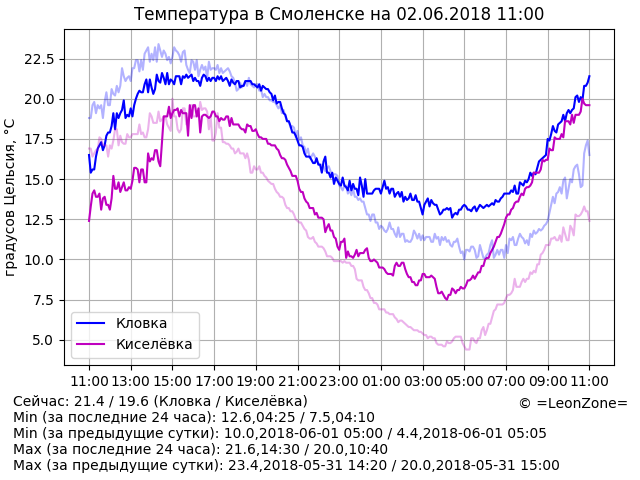 Температура в Смоленске на 02.06.2018 11:00
градусов Цельсия, °C
22.5
20.0
17.5
15.0
12.5
10.0
7.5
5.0
Кловка
Киселёвка
11:00 13:00 15:00 17:00 19:00 21:00 23:00 01:00 03:00 05:00 07:00 09:00 11:00
Сейчас: 21.4 / 19.6 (Кловка / Киселёвка)
© =LeonZone=
Min (за последние 24 часа): 12.6,04:25 / 7.5,04:10
Min (за предыдущие сутки): 10.0,2018-06-01 05:00 / 4.4,2018-06-01 05:05
Max (за последние 24 часа): 21.6,14:30 / 20.0,10:40
Max (за предыдущие сутки): 23.4,2018-05-31 14:20 / 20.0,2018-05-31 15:00